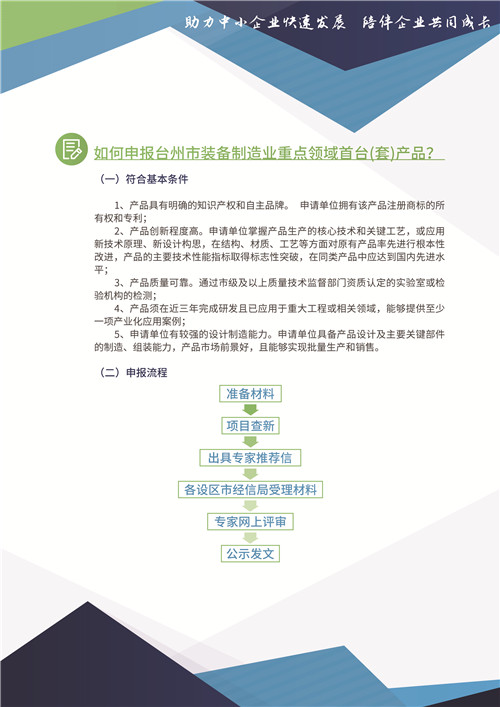 助力中小企业快速发展 陪伴企业共同成长
如何申报台州市装备制造业重点领域首台(套)产品？
（一）符合基本条件
1、产品具有明确的知识产权和自主品牌。 申请单位拥有该产品注册商标的所
有权和专利；
2、产品创新程度高。申请单位掌握产品生产的核心技术和关键工艺，或应用
新技术原理、新设计构思，在结构、材质、工艺等方面对原有产品率先进行根本性
改进，产品的主要技术性能指标取得标志性突破，在同类产品中应达到国内先进水
平；
3、产品质量可靠。通过市级及以上质量技术监督部门资质认定的实验室或检
验机构的检测；
4、产品须在近三年完成研发且已应用于重大工程或相关领域，能够提供至少
一项产业化应用案例；
5、申请单位有较强的设计制造能力。申请单位具备产品设计及主要关键部件
的制造、组装能力，产品市场前景好，且能够实现批量生产和销售。
（二）申报流程
准备材料
项目查新
出具专家推荐信
各设区市经信局受理材料
专家网上评审
公示发文